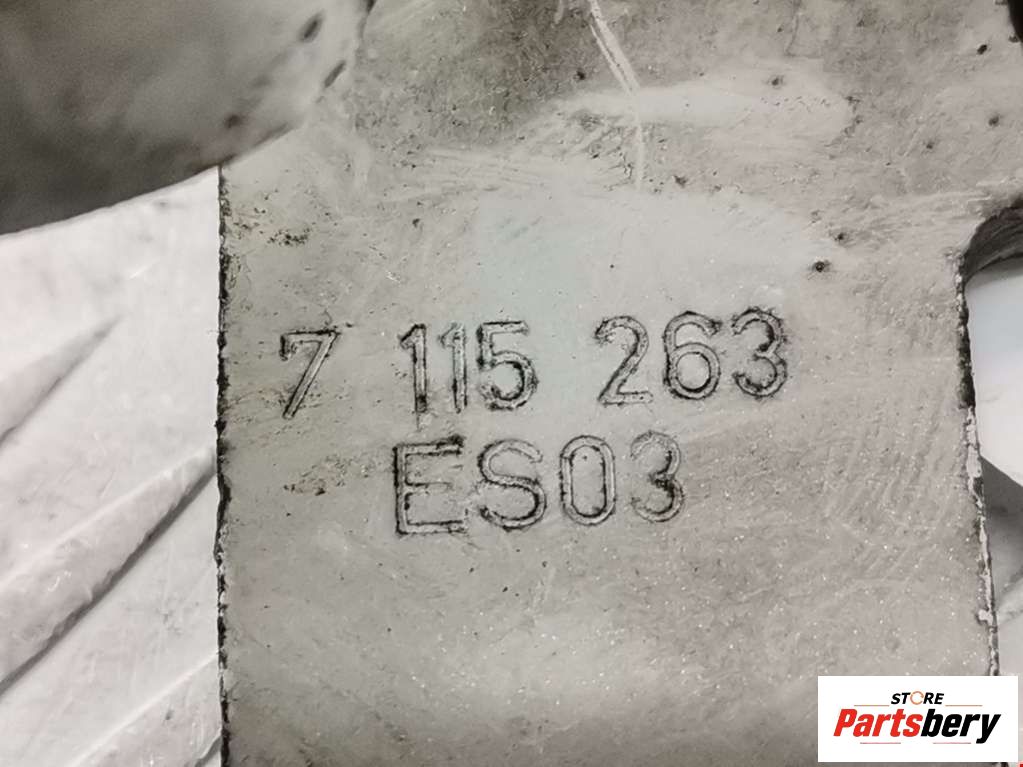 7 115 263
ES03
STORE
Partsbery